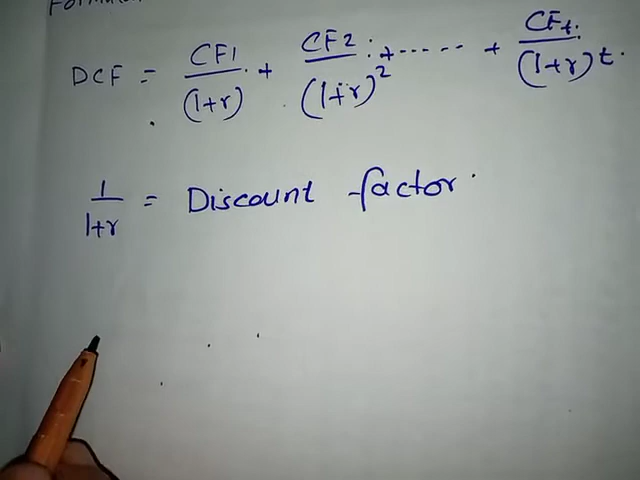 DCF = CF1/(1+r) + CF2/(1+r)² + ...... + CFt/(1+r)t
1/1+r = Discount factor